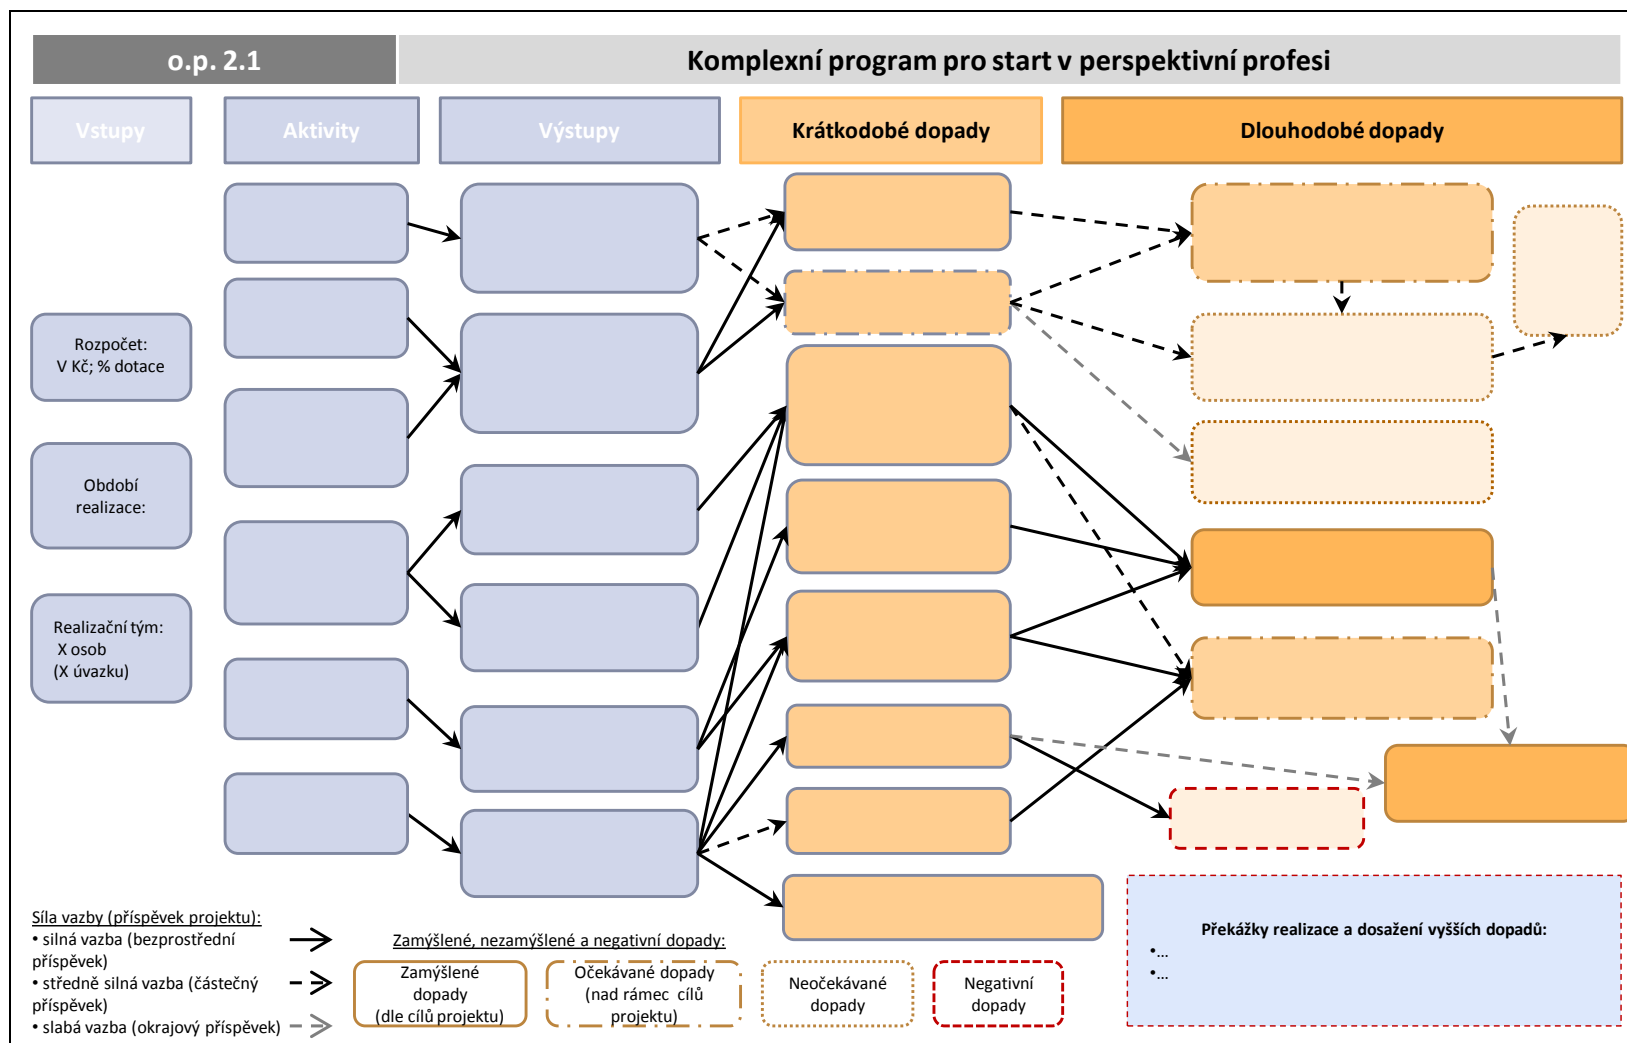 o.p. 2.1
Komplexní program pro start v perspektivní profesi
Vstupy
Aktivity
Výstupy
Krátkodobé dopady
Dlouhodobé dopady
Rozpočet:
V Kč; % dotace
Období
realizace:
Realizační tým:
X osob
(X úvazku)
Síla vazby (příspěvek projektu):
• silná vazba (bezprostřední
příspěvek)
• středně silná vazba (částečný
příspěvek)
• slabá vazba (okrajový příspěvek)
Zamýšlené, nezamýšlené a negativní dopady:
Zamýšlené
dopady
(dle cílů projektu)
Očekávané dopady
(nad rámec cílů
projektu)
Neočekávané
dopady
Negativní
dopady
Překážky realizace a dosažení vyšších dopadů:
•...
•...